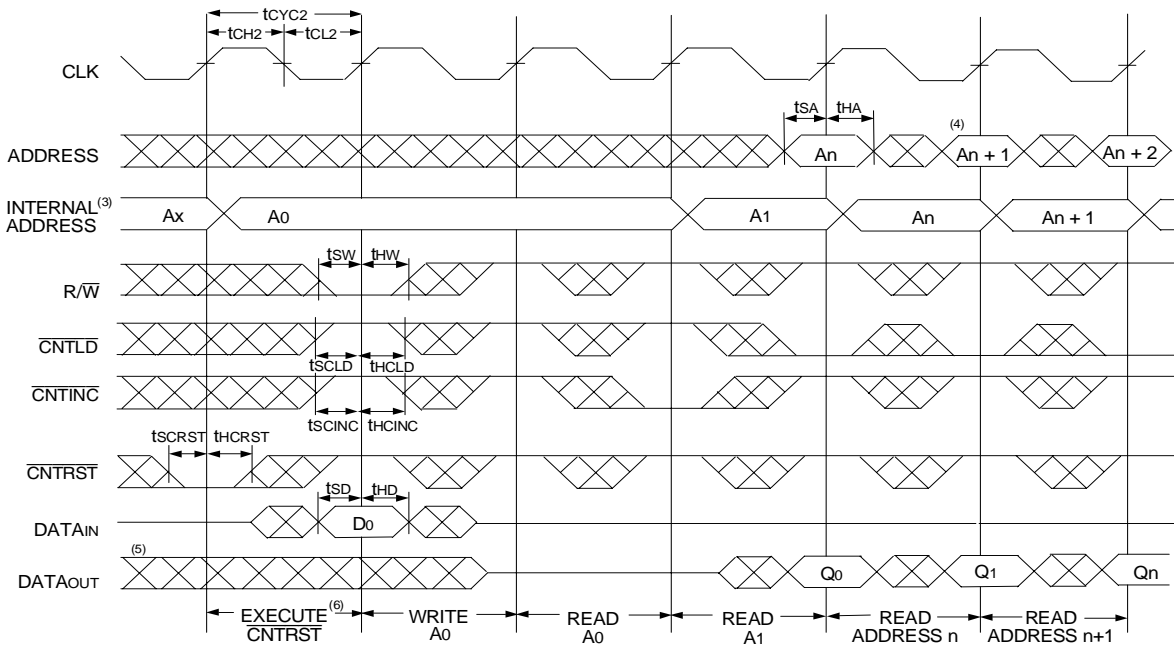 tCYC2
tCH2 tCL2
CLK
tSA tHA
(4)
ADDRESS An An + 1 An + 2
INTERNAL(3)
ADDRESS
Ax A0 A1 An An + 1
tSW tHW
R/W
CNTLD
tSCLD tHCLD
CNTINC
tSCINC tHCINC
tSCRST tHCRST
CNTRST
tSD tHD
DATAIN D0
(5)
DATAOUT Q0 Q1 Qn
EXECUTE(6)
CNTRST
WRITE
A0
READ
A0
READ
A1
READ
ADDRESS n
READ
ADDRESS n+1